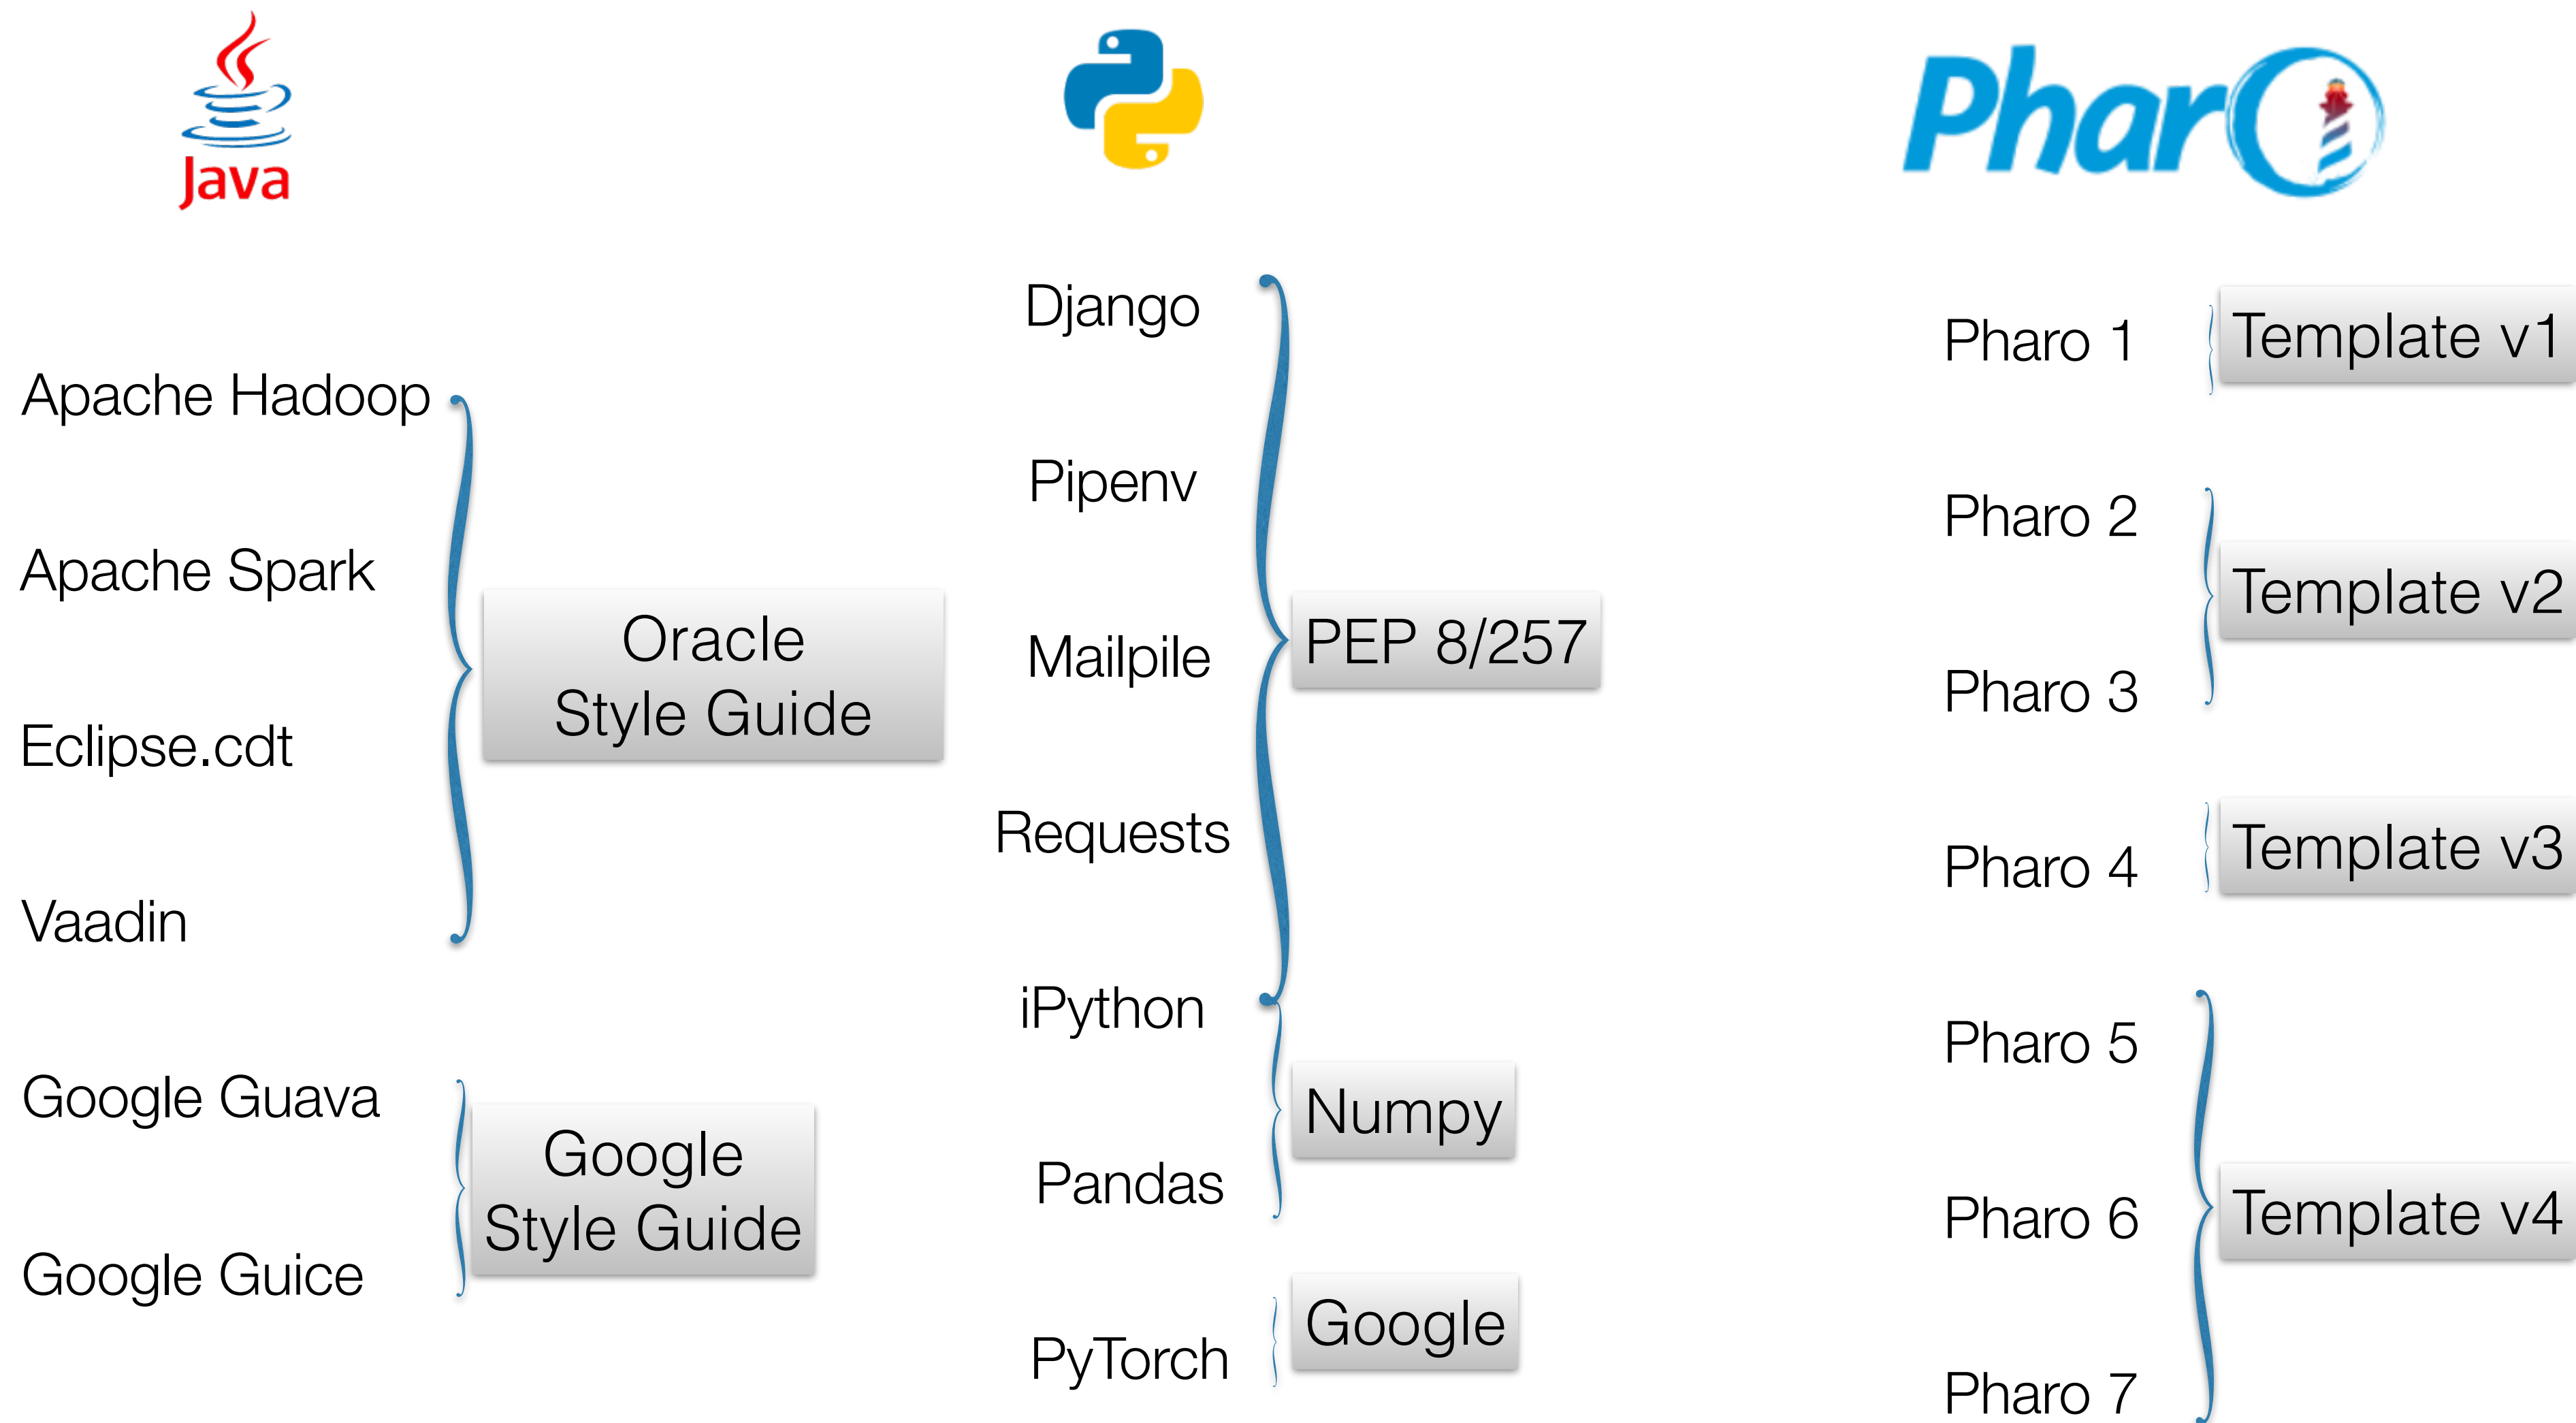 Java
Apache Hadoop
Apache Spark
Eclipse.cdt
Vaadin
Google Guava
Google Guice
Oracle
Style Guide
Google
Style Guide
Django
Pipenv
Mailpile
Requests
iPython
Pandas
PyTorch
PEP 8/257
Numpy
Google
Pharo
Pharo 1
Pharo 2
Pharo 3
Pharo 4
Pharo 5
Pharo 6
Pharo 7
Template v1
Template v2
Template v3
Template v4